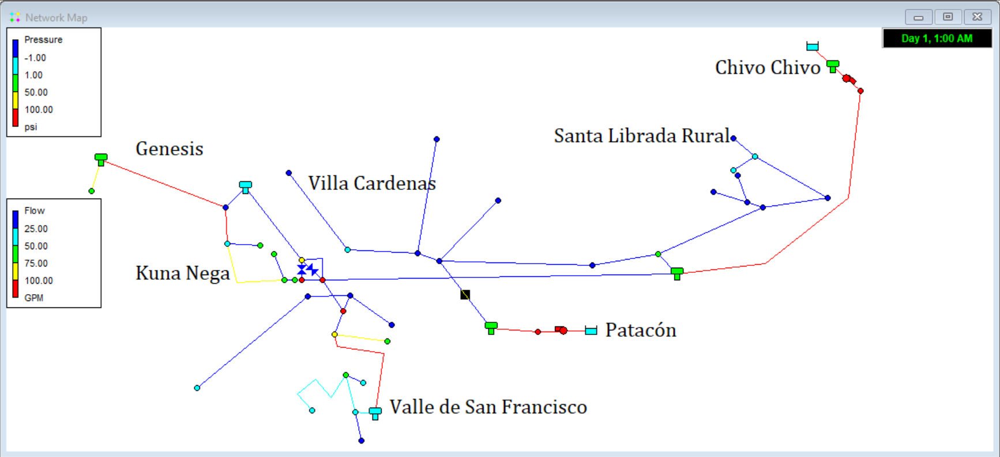 Network Map
Day 1, 1:00 AM
Pressure
-1.00
1.00
50.00
100.00
psi
Chivo Chivo
Santa Librada Rural
Genesis
Villa Cardenas
Flow
25.00
50.00
75.00
100.00
GPM
Kuna Nega
Patacón
Valle de San Francisco